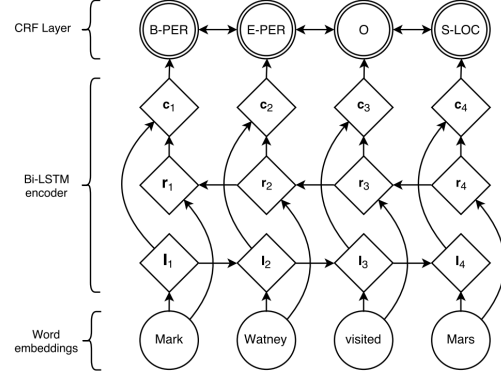 CRF Layer
B-PER E-PER O S-LOC
c1 c2 c3 c4
Bi-LSTM
encoder
r1 r2 r3 r4
l1 l2 l3 l4
Word
embeddings
Mark Watney visited Mars